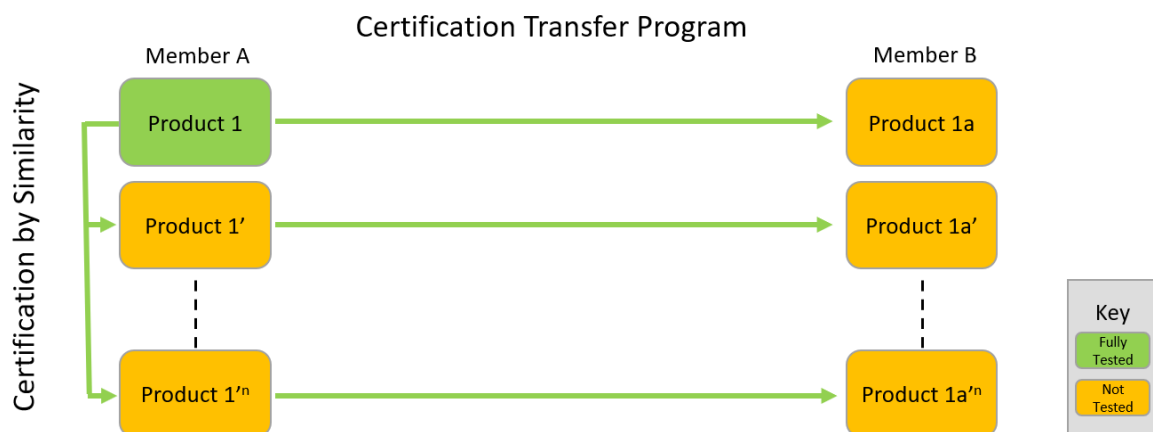 Certification Transfer Program
Member A
Member B
Certification by Similarity
Product 1
Product 1a
Product 1’
Product 1a’
Product 1’ⁿ
Product 1a’ⁿ
Key
Fully
Tested
Not
Tested